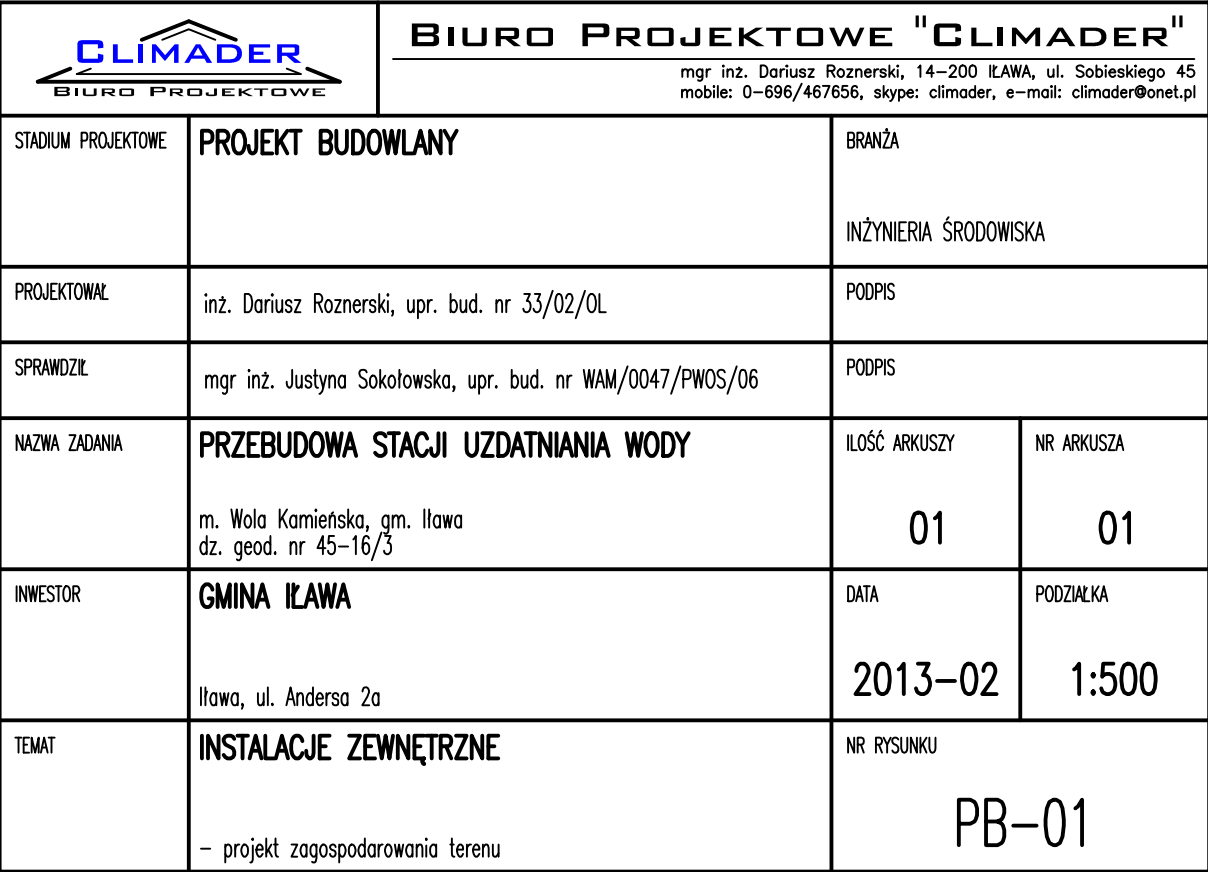 CLIMADER
BIURO PROJEKTOWE
BIURO PROJEKTOWE "CLIMADER"
mgr inż. Dariusz Roznerski, 14-200 IŁAWA, ul. Sobieskiego 45
mobile: 0-696/467656, skype: climader, e-mail: climader@onet.pl
STADIUM PROJEKTOWE
PROJEKT BUDOWLANY
BRANŻA
INŻYNIERIA ŚRODOWISKA
PROJEKTOWAŁ
inż. Dariusz Roznerski, upr. bud. nr 33/02/OL
PODPIS
SPRAWDZIŁ
mgr inż. Justyna Sokołowska, upr. bud. nr WAM/0047/PWOS/06
PODPIS
NAZWA ZADANIA
PRZEBUDOWA STACJI UZDATNIANIA WODY
m. Wola Kamieńska, gm. Iława
dz. geod. nr 45-16/3
ILOŚĆ ARKUSZY
01
NR ARKUSZA
01
INWESTOR
GMINA IŁAWA
Iława, ul. Andersa 2a
DATA
2013-02
PODZIAŁKA
1:500
TEMAT
INSTALACJE ZEWNĘTRZNE
- projekt zagospodarowania terenu
NR RYSUNKU
PB-01